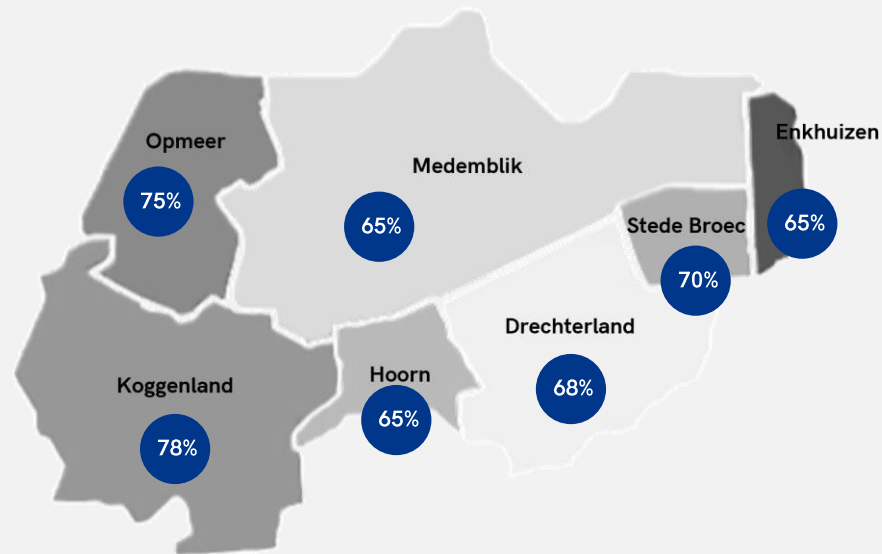 Enkhuizen
65%
Opmeer
75%
Medemblik
65%
Stede Broec
70%
Drechterland
68%
Hoorn
65%
Koggenland
78%